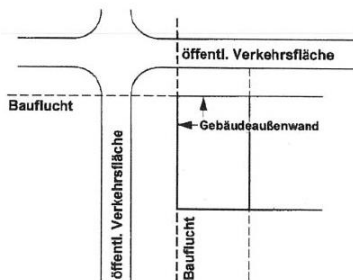 öffentl. Verkehrsfläche
Bauflucht
Gebäudeaußenwand
öffentl. Verkehrsfläche
Bauflucht